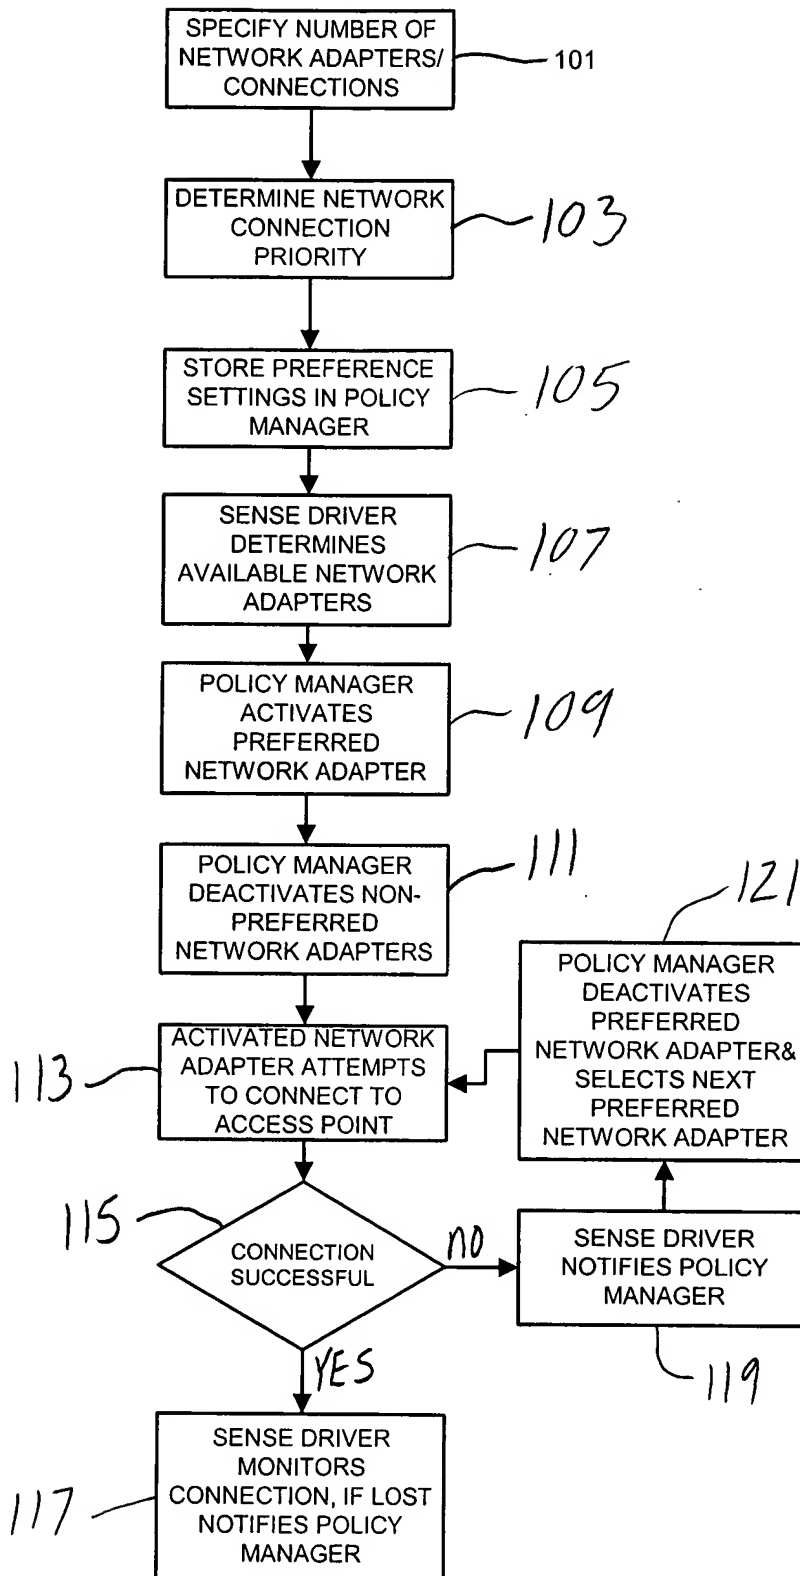 SPECIFY NUMBER OF
NETWORK ADAPTERS/
CONNECTIONS
101
DETERMINE NETWORK
CONNECTION
PRIORITY
103
STORE PREFERENCE
SETTINGS IN POLICY
MANAGER
105
SENSE DRIVER
DETERMINES
AVAILABLE NETWORK
ADAPTERS
107
POLICY MANAGER
ACTIVATES
PREFERRED
NETWORK ADAPTER
109
POLICY MANAGER
DEACTIVATES NON-
PREFERRED
NETWORK ADAPTERS
111
121
POLICY MANAGER
DEACTIVATES
PREFERRED
NETWORK ADAPTER&
SELECTS NEXT
PREFERRED
NETWORK ADAPTER
113
ACTIVATED NETWORK
ADAPTER ATTEMPTS
TO CONNECT TO
ACCESS POINT
115
CONNECTION
SUCCESSFUL
no
SENSE DRIVER
NOTIFIES POLICY
MANAGER
119
YES
117
SENSE DRIVER
MONITORS
CONNECTION, IF LOST
NOTIFIES POLICY
MANAGER